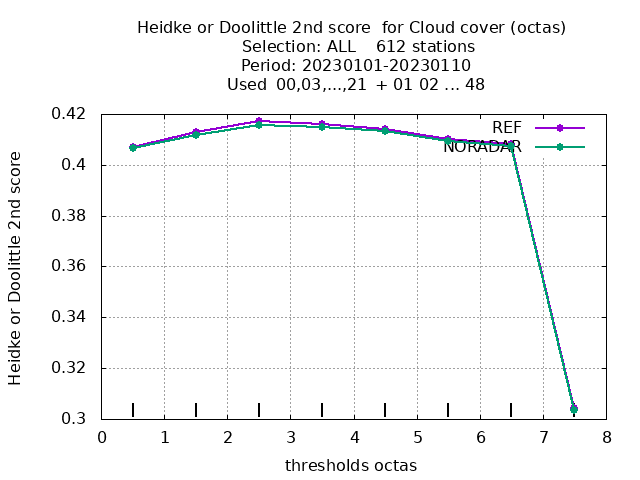 Heidke or Doolittle 2nd score  for Cloud cover (octas)
Selection: ALL    612 stations
Period: 20230101-20230110
Used  00,03,...,21  + 01 02 ... 48
REF
NORADAR
Heidke or Doolittle 2nd score
0.42
0.4
0.38
0.36
0.34
0.32
0.3
0 1 2 3 4 5 6 7 8
thresholds octas